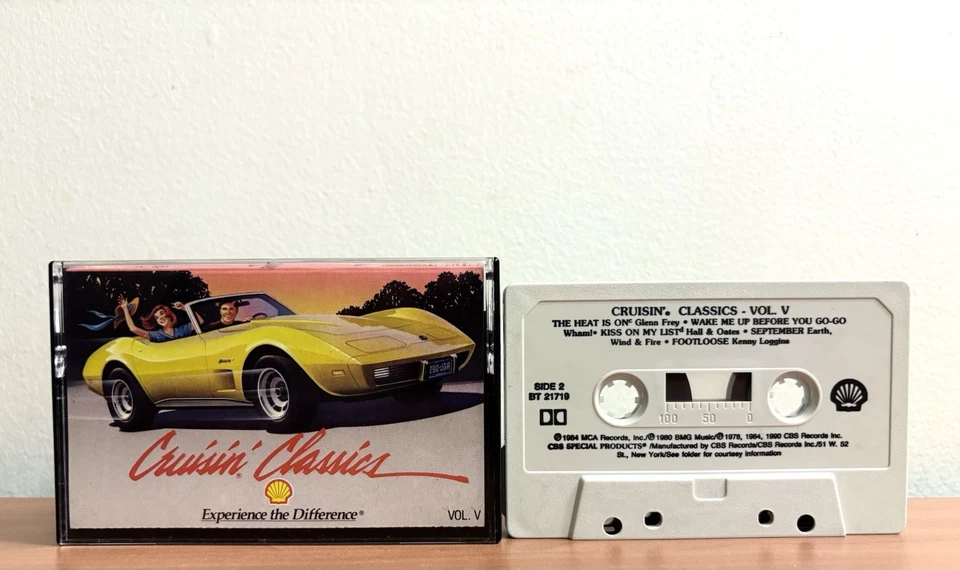 Stingray
790·JGR
Cruisin'® Classics
Experience the Difference®
VOL. V
CRUISIN'® CLASSICS - VOL. V
THE HEAT IS ON¢ Glenn Frey • WAKE ME UP BEFORE YOU GO-GO
Wham!• KISS ON MY LIST¶ Hall & Oates • SEPTEMBER Earth,
Wind & Fire • FOOTLOOSE Kenny Loggins
SIDE 2
BT 21719
100 50 0
℗1984 MCA Records, Inc./℗1980 BMG Music/℗1978, 1984, 1990 CBS Records Inc.
CBS SPECIAL PRODUCTS® /Manufactured by CBS Records/CBS Records Inc./51 W. 52
St., New York/See folder for courtesy information